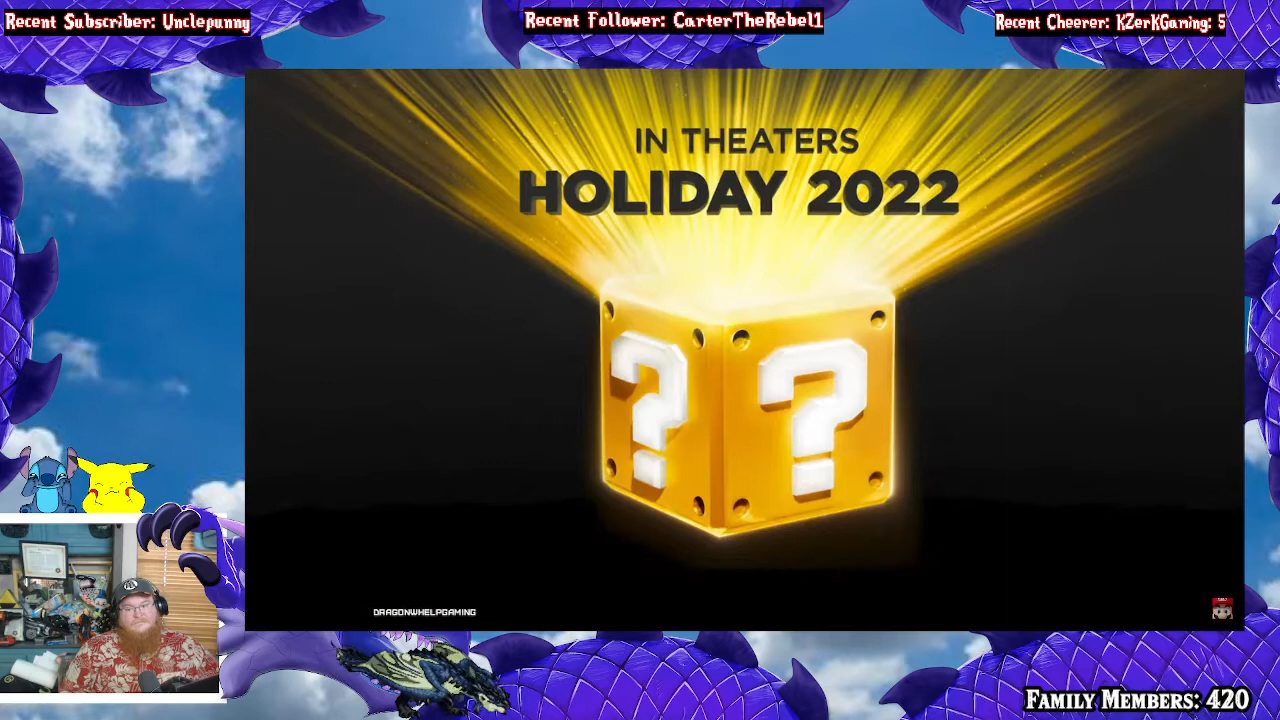 Recent Subscriber: Unclepunny
Recent Follower: CarterTheRebel1
Recent Cheerer: KZerKGaming: 5
IN THEATERS
HOLIDAY 2022
? ?
DRAGONWHELPGAMING
Family Members: 420